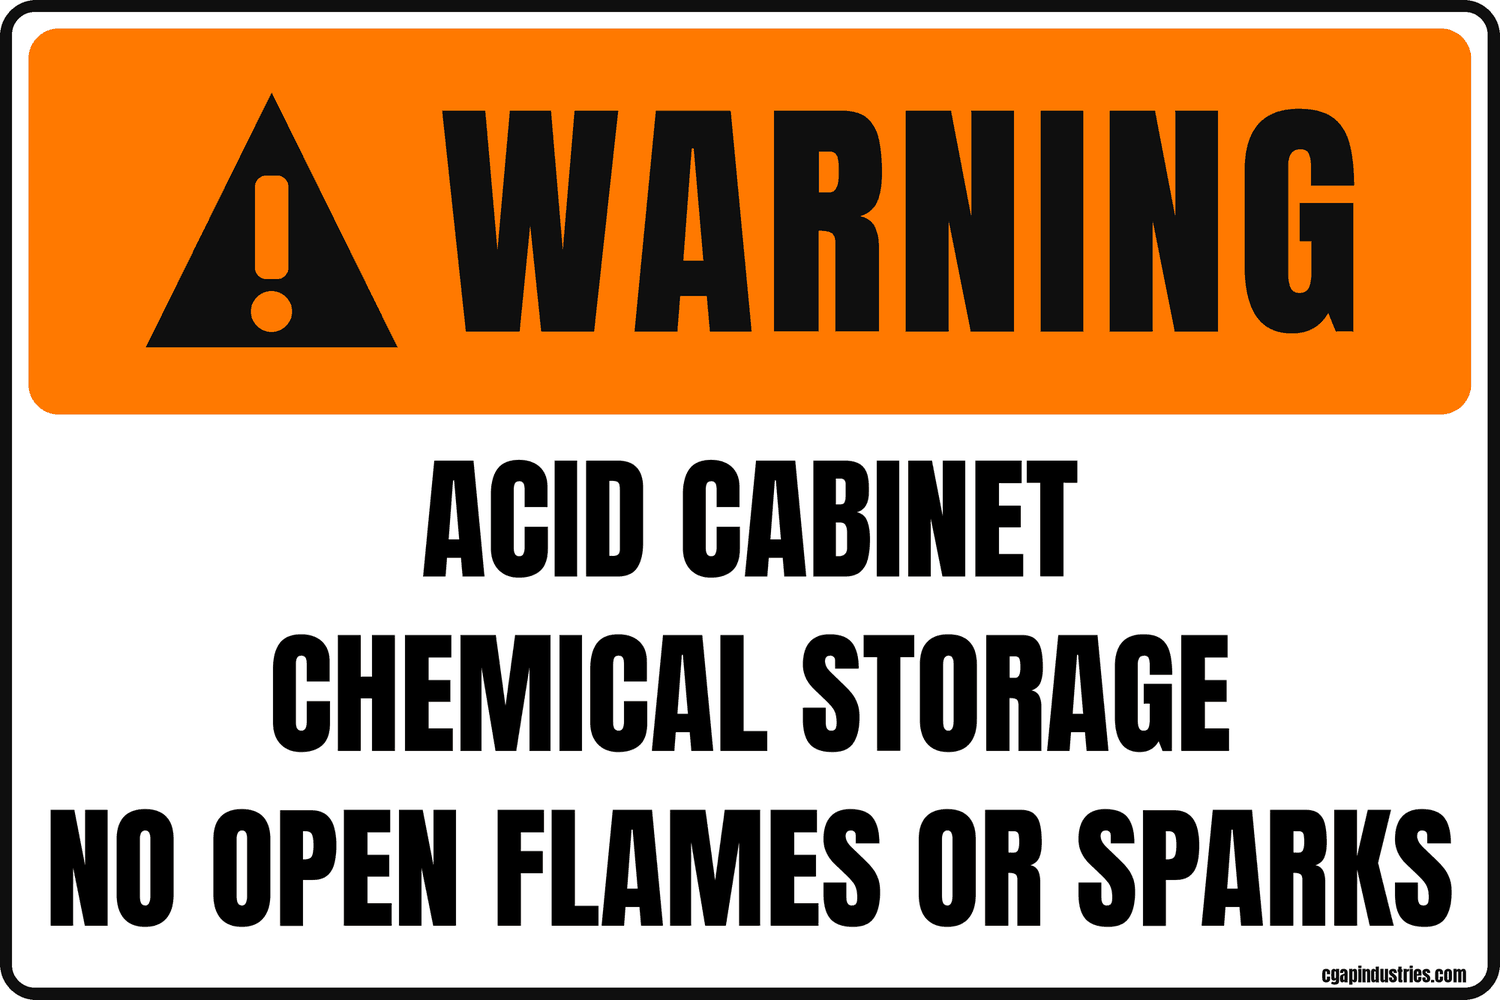 WARNING
ACID CABINET
CHEMICAL STORAGE
NO OPEN FLAMES OR SPARKS
cgapindustries.com